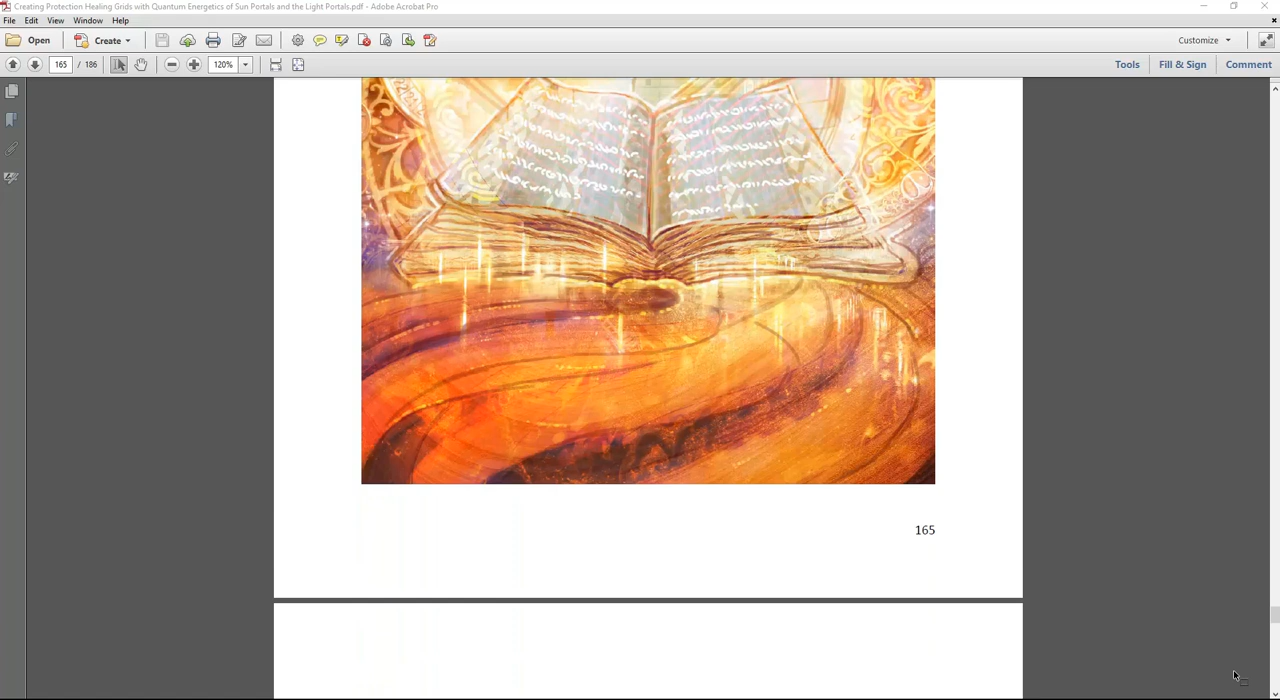 Creating Protection Healing Grids with Quantum Energetics of Sun Portals and the Light Portals.pdf - Adobe Acrobat Pro
File Edit View Window Help
Open Create Customize
165 / 186 120% Tools Fill & Sign Comment
165